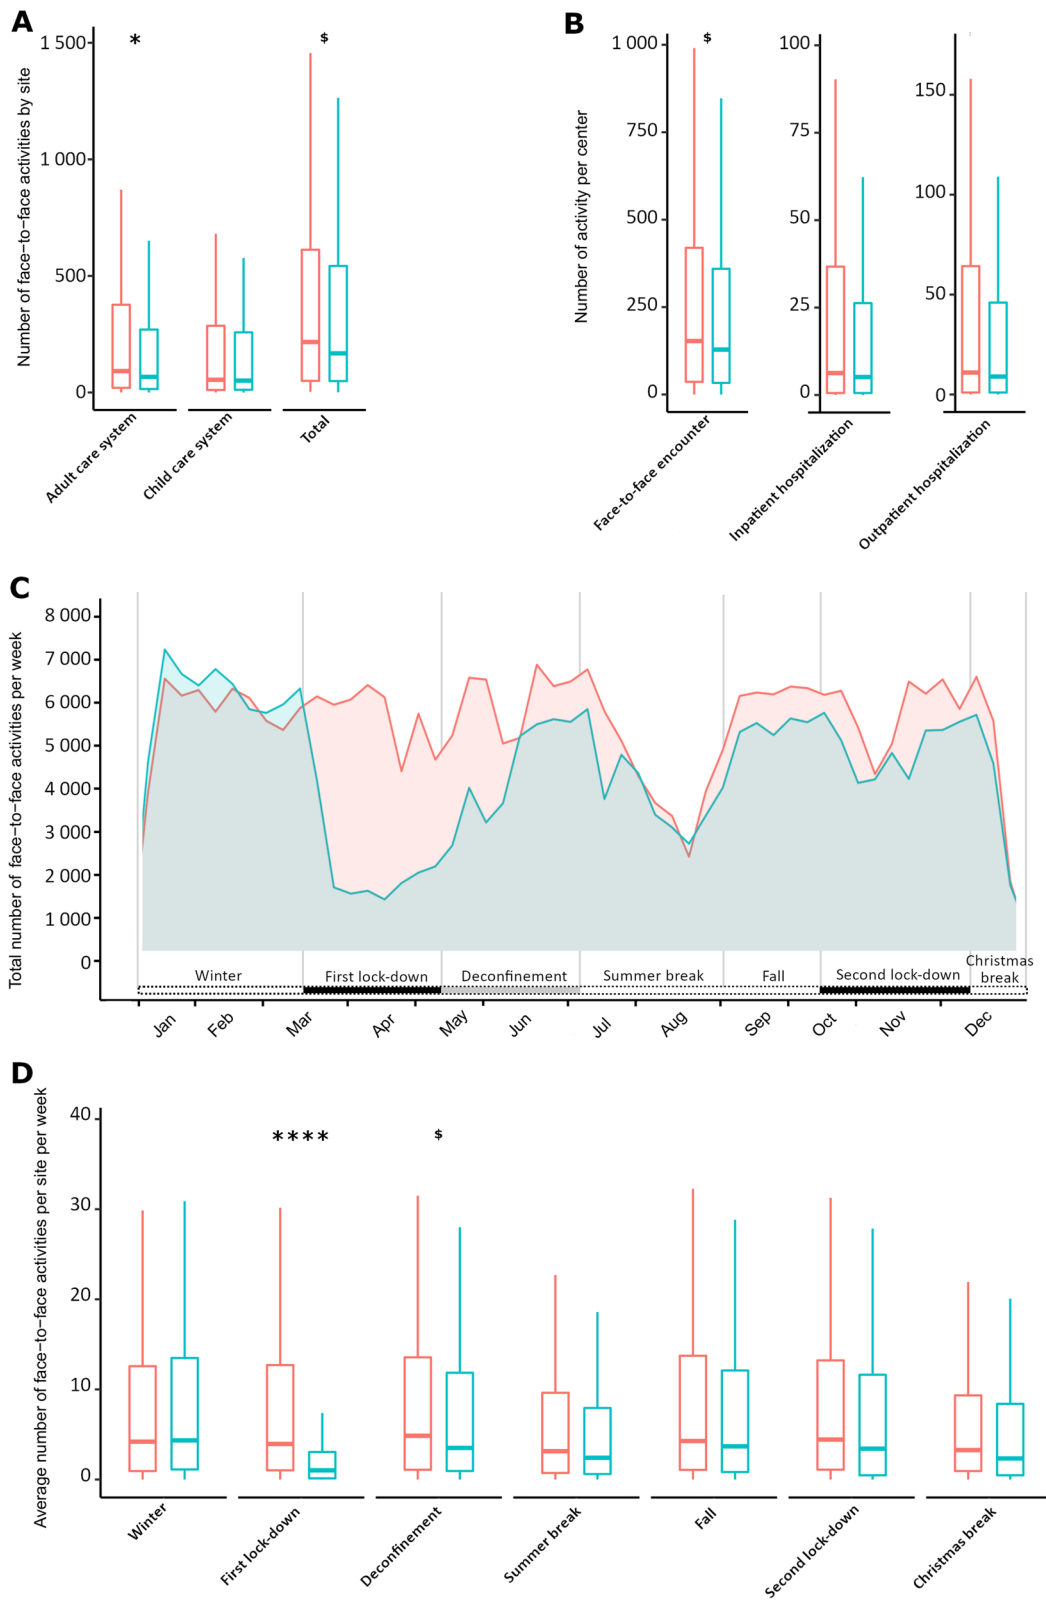 A
Number of face−to−face activities by site
1 500
1 000
500
0
*
$
Adult care system
Child care system
Total
B
Number of activity per center
1 000
750
500
250
0
$
Face-to-face encounter
100
75
50
25
0
Inpatient hospitalization
150
100
50
0
Outpatient hospitalization
C
Total number of face−to−face activities per week
8 000
7 000
6 000
5 000
4 000
3 000
2 000
1 000
0
Winter
First lock-down
Deconfinement
Summer break
Fall
Second lock-down
Christmas
break
Jan
Feb
Mar
Apr
May
Jun
Jul
Aug
Sep
Oct
Nov
Dec
D
Average number of face−to−face activities per site per week
40
30
20
10
0
****
$
Winter
First lock-down
Deconfinement
Summer break
Fall
Second lock-down
Christmas break